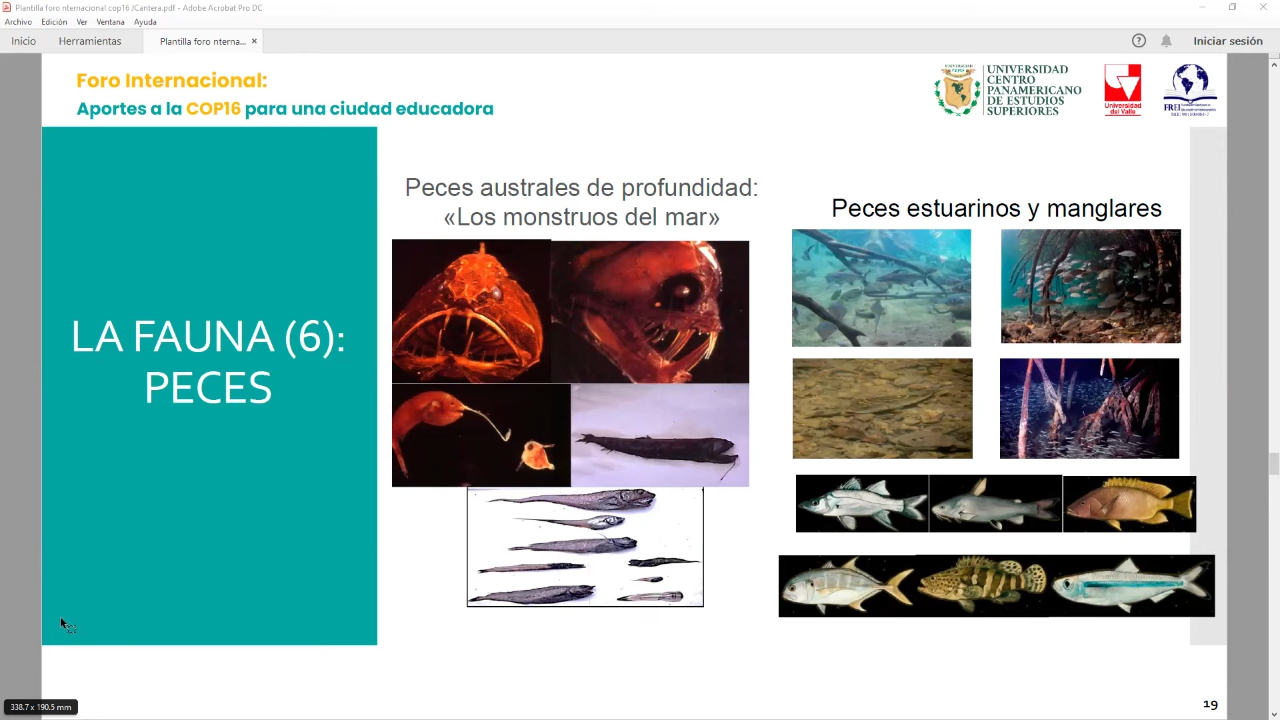 Plantilla foro nternacional cop16 JCantera.pdf - Adobe Acrobat Pro DC
Archivo Edición Ver Ventana Ayuda
Inicio Herramientas Plantilla foro nterna... ×
Iniciar sesión
Foro Internacional:
Aportes a la COP16 para una ciudad educadora
UNIVERSIDAD
CENTRO
PANAMERICANO
DE ESTUDIOS
SUPERIORES
Universidad
del Valle
FREI
LA FAUNA (6):
PECES
Peces australes de profundidad:
«Los monstruos del mar»
Peces estuarinos y manglares
338.7 x 190.5 mm
19